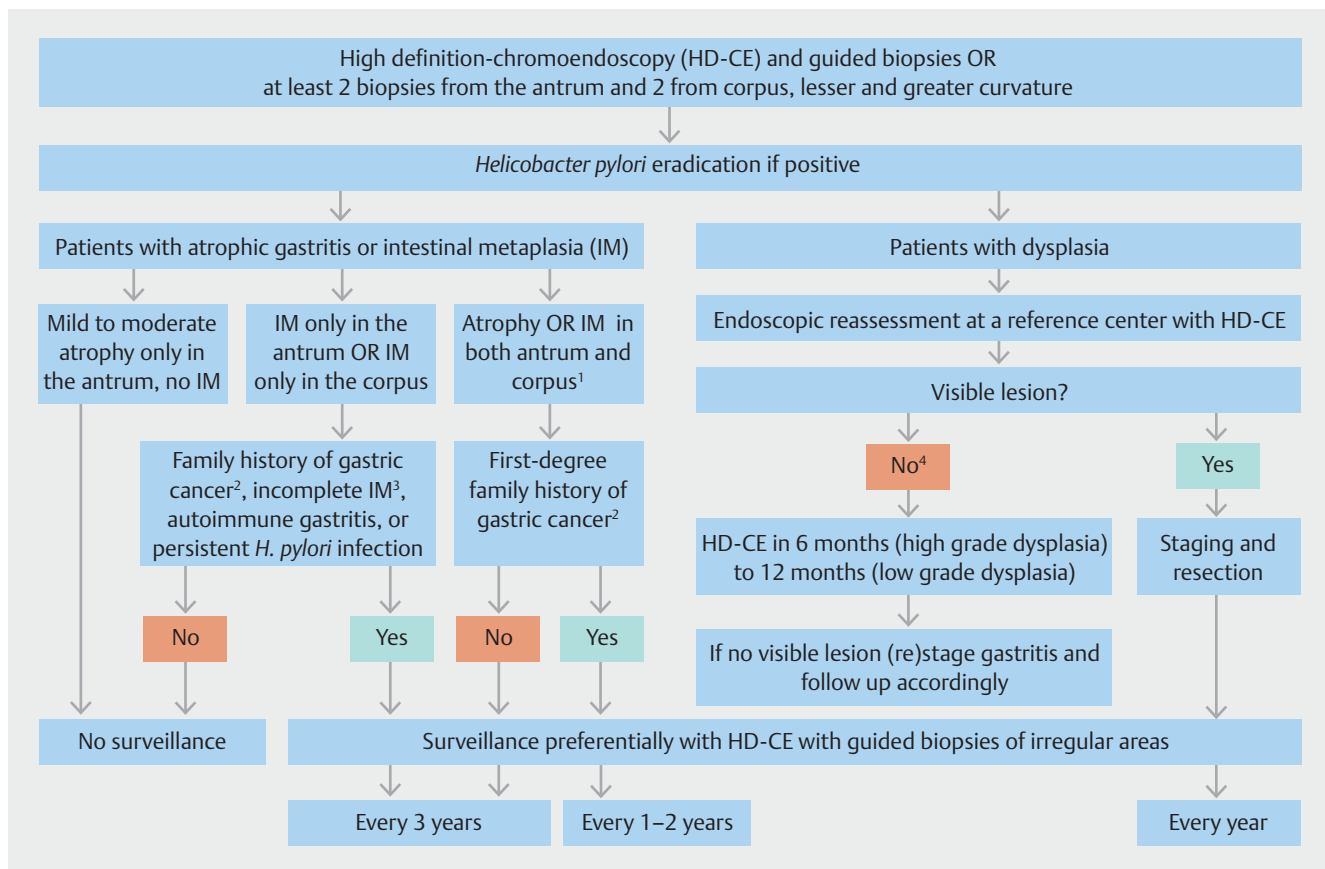 High definition-chromoendoscopy (HD-CE) and guided biopsies OR
at least 2 biopsies from the antrum and 2 from corpus, lesser and greater curvature
Helicobacter pylori eradication if positive
Patients with atrophic gastritis or intestinal metaplasia (IM)
Patients with dysplasia
Mild to moderate
atrophy only in
the antrum, no IM
IM only in the
antrum OR IM
only in the corpus
Atrophy OR IM in
both antrum and
corpus¹
Endoscopic reassessment at a reference center with HD-CE
Visible lesion?
Family history of gastric
cancer², incomplete IM³,
autoimmune gastritis, or
persistent H. pylori infection
First-degree
family history of
gastric cancer²
No⁴
Yes
HD-CE in 6 months (high grade dysplasia)
to 12 months (low grade dysplasia)
Staging and
resection
No
Yes
No
Yes
If no visible lesion (re)stage gastritis and
follow up accordingly
No surveillance
Surveillance preferentially with HD-CE with guided biopsies of irregular areas
Every 3 years
Every 1–2 years
Every year